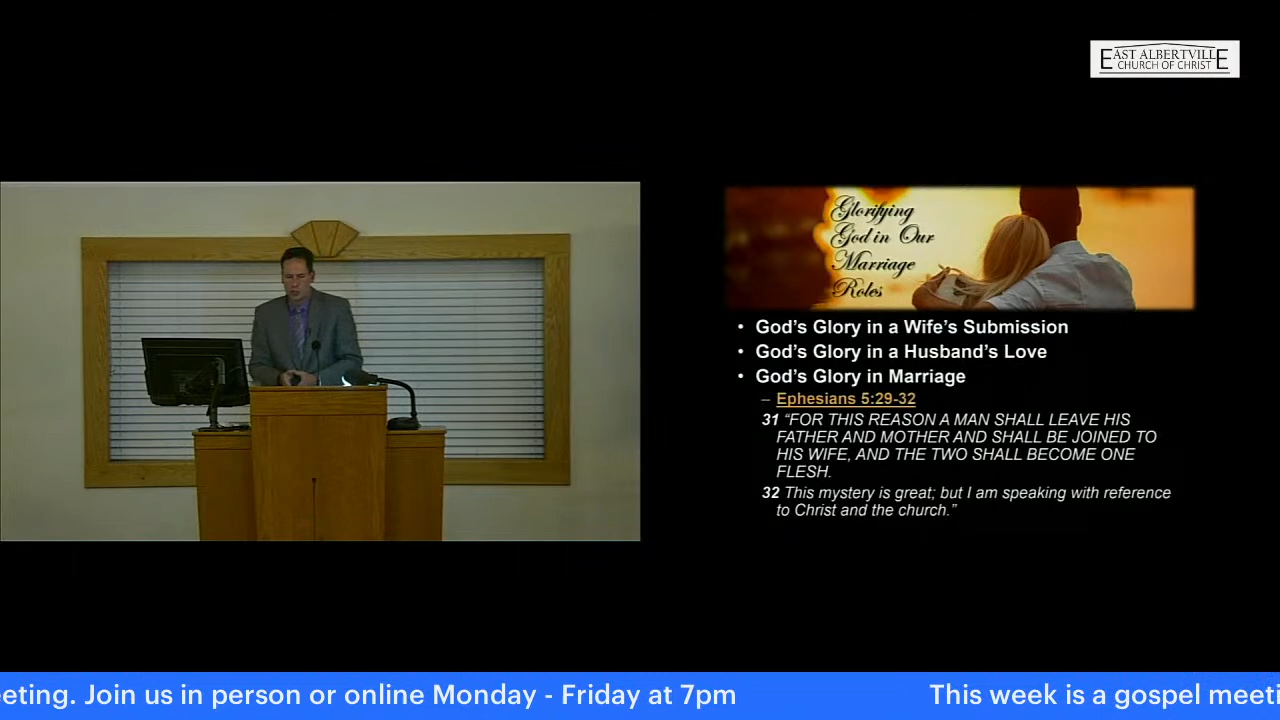 EAST ALBERTVILLE
CHURCH OF CHRIST
Glorifying
God in Our
Marriage
Roles
• God's Glory in a Wife's Submission
• God's Glory in a Husband's Love
• God's Glory in Marriage
– Ephesians 5:29-32
31 “FOR THIS REASON A MAN SHALL LEAVE HIS
FATHER AND MOTHER AND SHALL BE JOINED TO
HIS WIFE, AND THE TWO SHALL BECOME ONE
FLESH.
32 This mystery is great; but I am speaking with reference
to Christ and the church.”
eeting. Join us in person or online Monday - Friday at 7pm This week is a gospel meeti